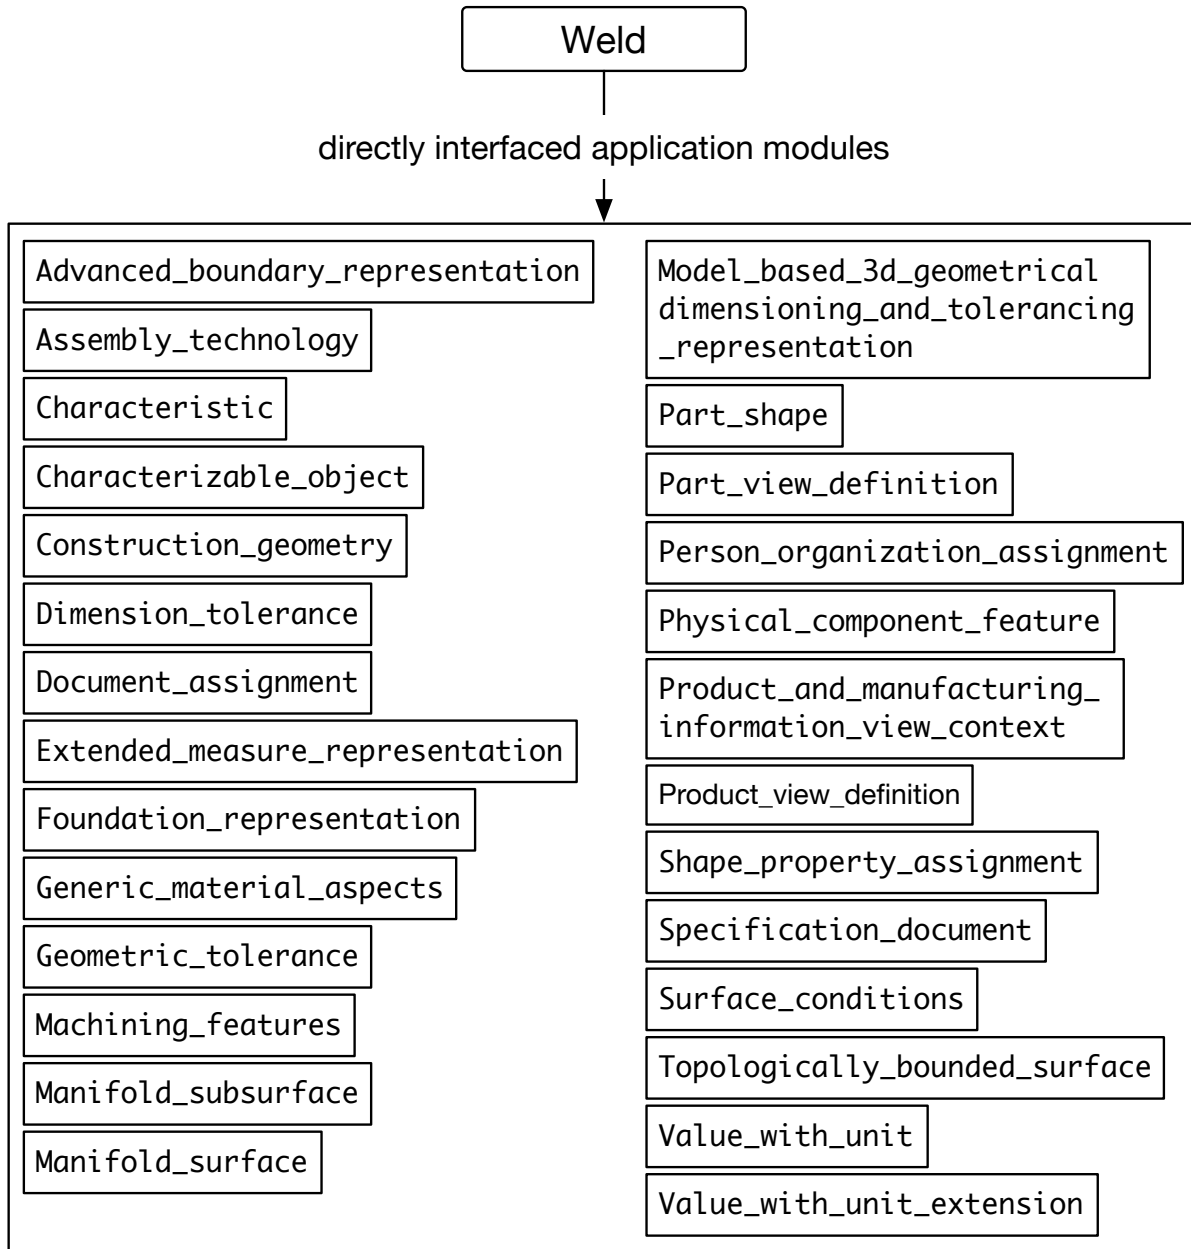 Weld
directly interfaced application modules
Advanced_boundary_representation
Assembly_technology
Characteristic
Characterizable_object
Construction_geometry
Dimension_tolerance
Document_assignment
Extended_measure_representation
Foundation_representation
Generic_material_aspects
Geometric_tolerance
Machining_features
Manifold_subsurface
Manifold_surface
Model_based_3d_geometrical
dimensioning_and_tolerancing
_representation
Part_shape
Part_view_definition
Person_organization_assignment
Physical_component_feature
Product_and_manufacturing_
information_view_context
Product_view_definition
Shape_property_assignment
Specification_document
Surface_conditions
Topologically_bounded_surface
Value_with_unit
Value_with_unit_extension